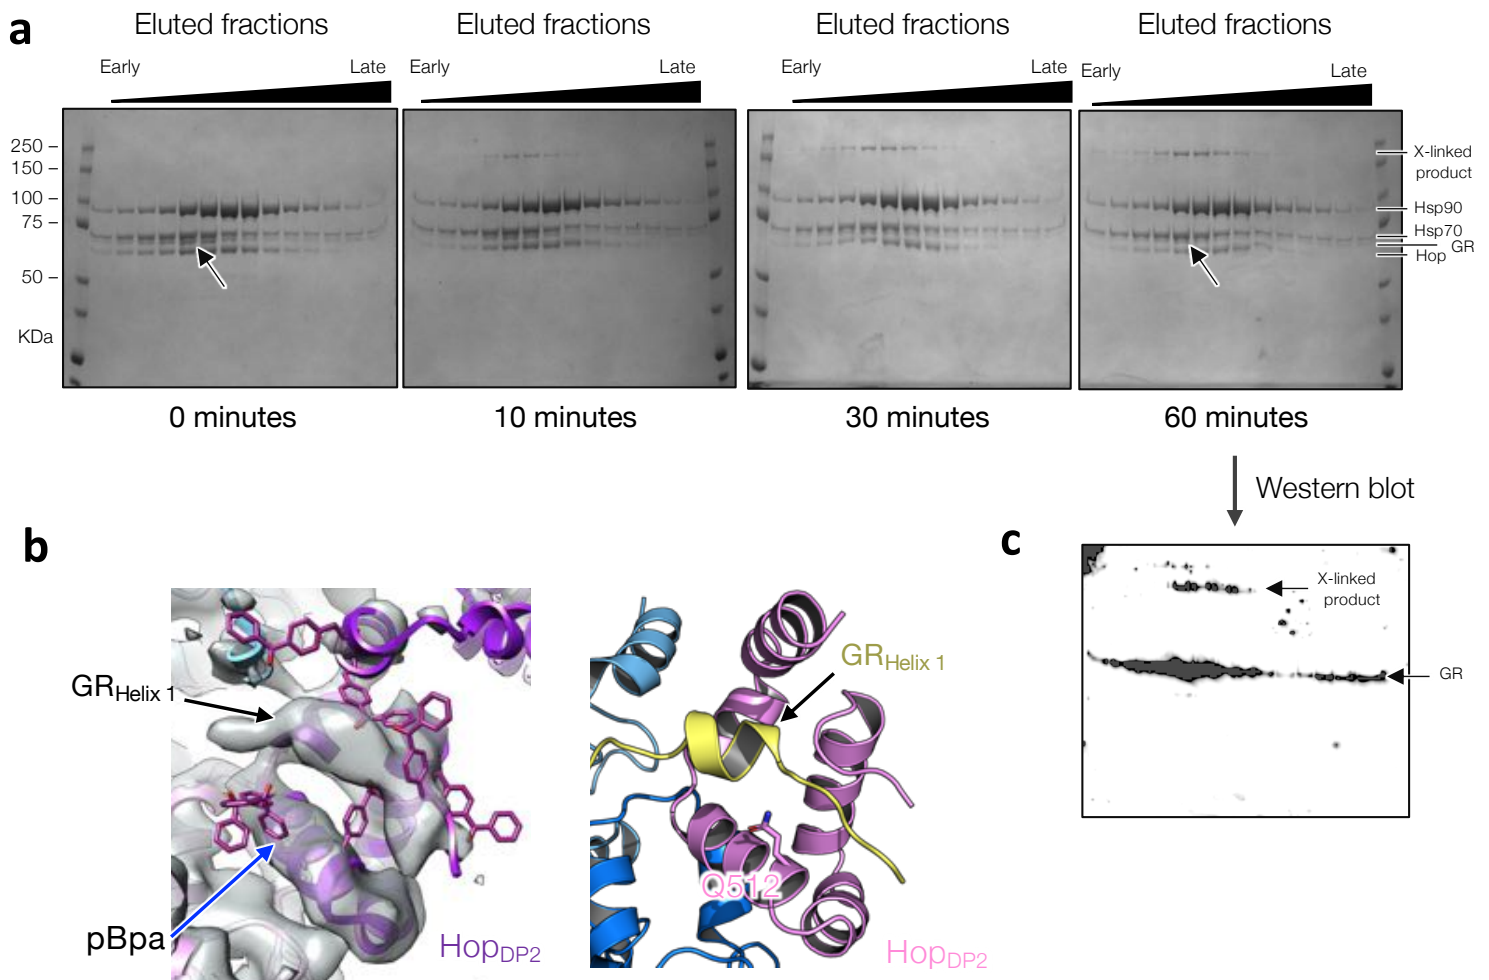 a
Eluted fractions
Eluted fractions
Eluted fractions
Eluted fractions
Early
Late
Early
Late
Early
Late
Early
Late
250 –
150 –
100 –
75 –
50 –
KDa
X-linked
product
Hsp90
Hsp70
GR
Hop
0 minutes
10 minutes
30 minutes
60 minutes
Western blot
b
GRHelix 1
pBpa
HopDP2
GRHelix 1
Q512
HopDP2
c
X-linked
product
GR